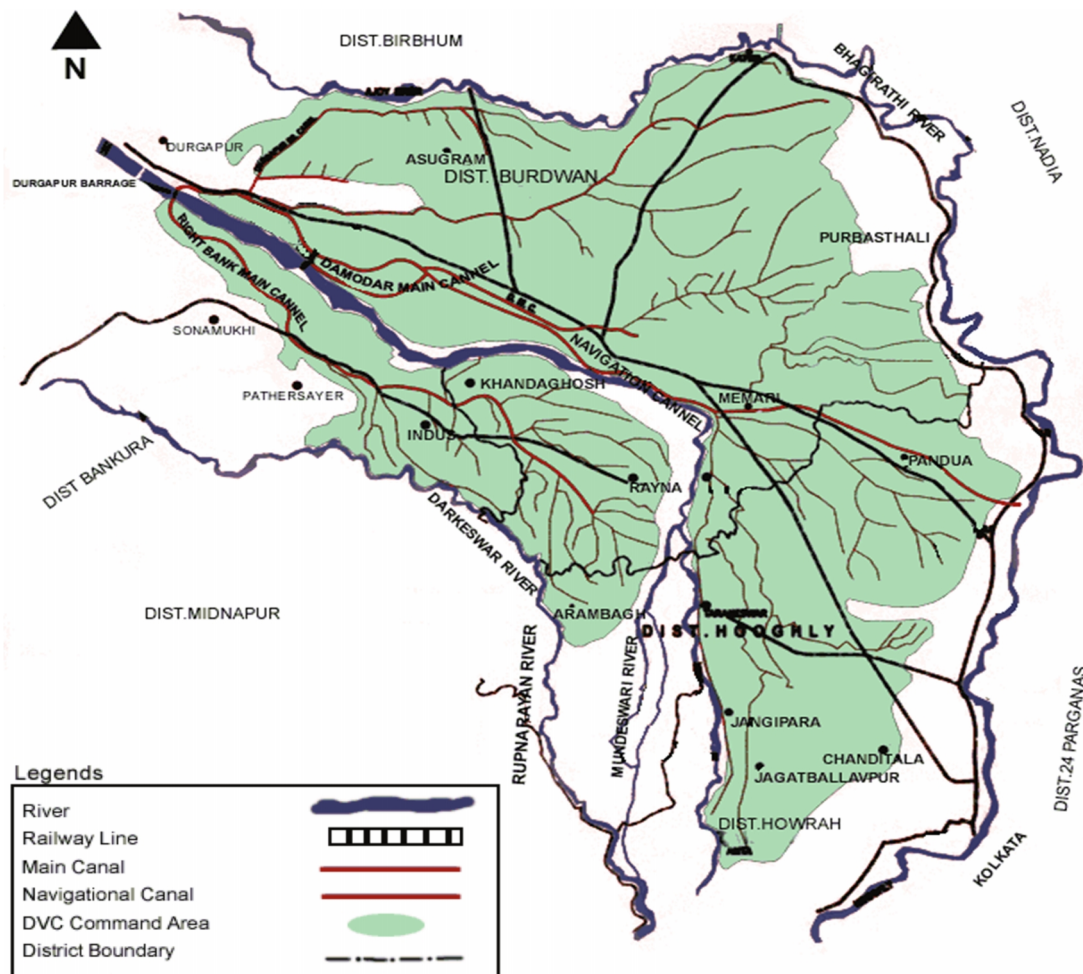 DIST.BIRBHUM
N
BHAGIRATHI RIVER
DIST.NADIA
AJOY RIVER
DURGAPUR
ASUGRAM
DIST. BURDWAN
DURGAPUR BARRAGE
PURBASTHALI
RIGHT BANK MAIN CANNEL
DAMODAR MAIN CANNEL
D.M.C.
SONAMUKHI
NAVIGATION CANNEL
PATHERSAYER
KHANDAGHOSH
MEMARI
INDUS
PANDUA
DIST BANKURA
RAYNA
DARKESWAR RIVER
DIST.MIDNAPUR
ARAMBAGH
TARAKESWAR
DIST.HOOGHLY
RUPNARAYAN RIVER
MUNDESWARI RIVER
JANGIPARA
CHANDITALA
JAGATBALLAVPUR
DIST.24 PARGANAS
DIST.HOWRAH
KOLKATA
Legends
River
Railway Line
Main Canal
Navigational Canal
DVC Command Area
District Boundary